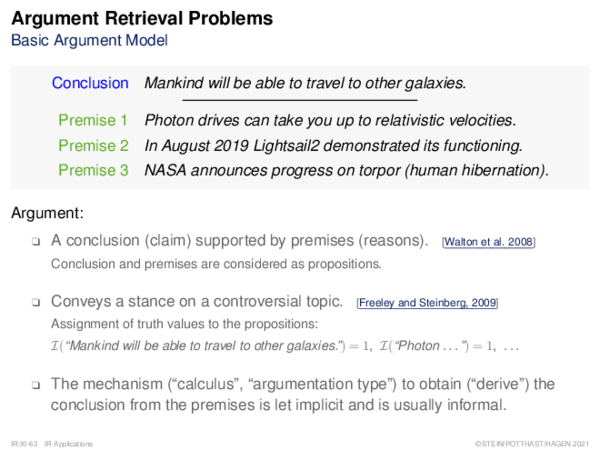 Argument Retrieval Problems
Basic Argument Model
Conclusion Mankind will be able to travel to other galaxies.
Premise 1 Photon drives can take you up to relativistic velocities.
Premise 2 In August 2019 Lightsail2 demonstrated its functioning.
Premise 3 NASA announces progress on torpor (human hibernation).
Argument:
❑ A conclusion (claim) supported by premises (reasons). [Walton et al. 2008]
Conclusion and premises are considered as propositions.
❑ Conveys a stance on a controversial topic. [Freeley and Steinberg, 2009]
Assignment of truth values to the propositions:
ℐ(“Mankind will be able to travel to other galaxies.”) = 1, ℐ(“Photon . . . ”) = 1, . . .
❑ The mechanism (“calculus”, “argumentation type”) to obtain (“derive”) the
conclusion from the premises is let implicit and is usually informal.
IR:XI-63 IR Applications ©STEIN/POTTHAST/HAGEN 2021